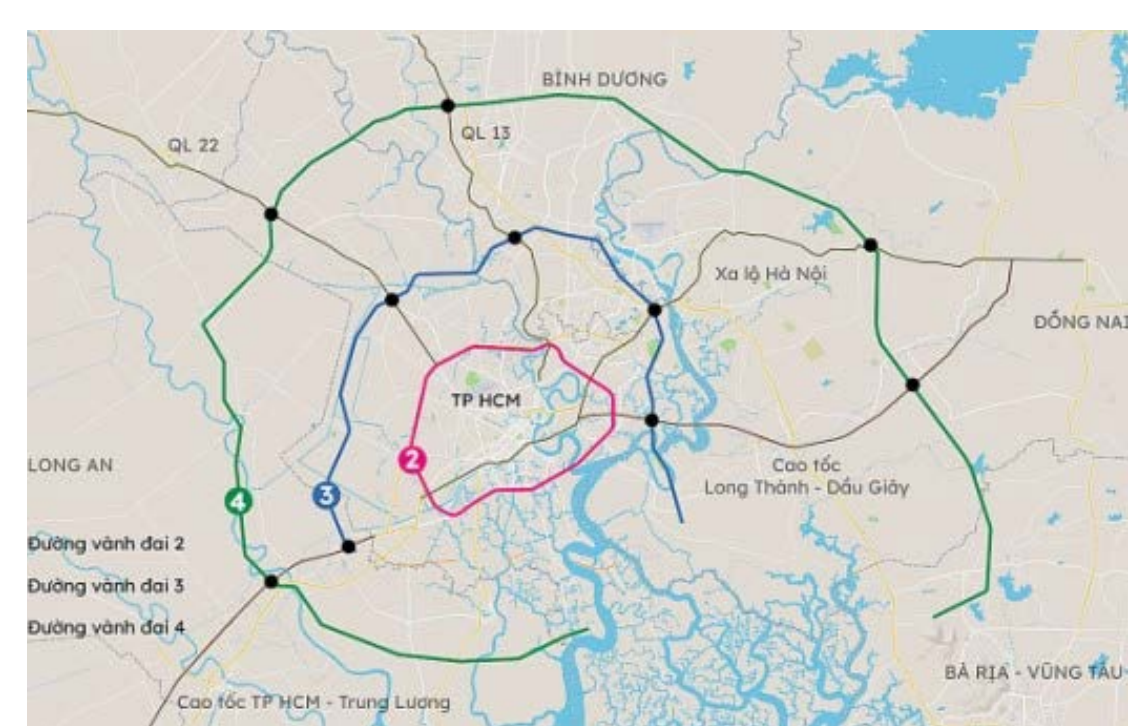 BÌNH DƯƠNG
QL 13
QL 22
Xa lộ Hà Nội
ĐỒNG NAI
TP HCM
2
LONG AN
Cao tốc
Long Thành - Dầu Giây
3
4
Đường vành đai 2
Đường vành đai 3
Đường vành đai 4
BÀ RỊA - VŨNG TÀU
Cao tốc TP HCM - Trung Lương